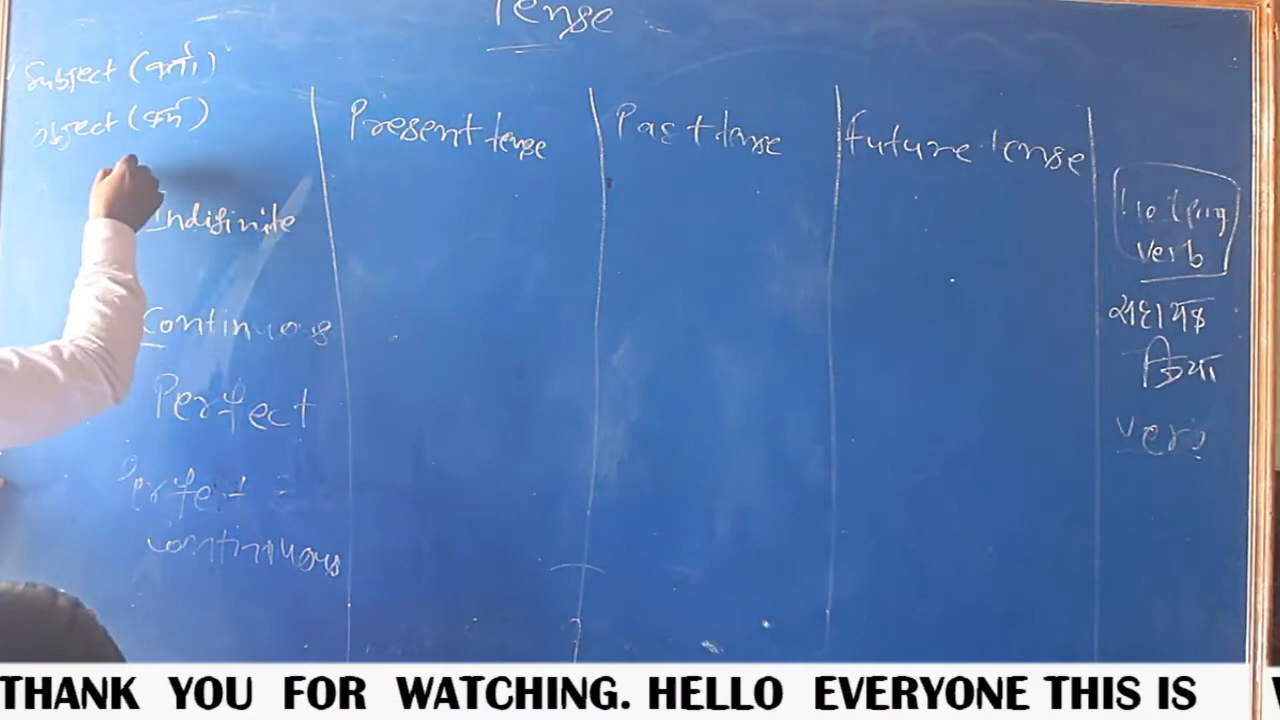 Tense
Subject (कर्ता)
object (कर्म)
Present tense
Past tense
future tense
Indifinite
Continuous
Perfect
Perfect -
continuous
Helping
verb
सहायक
क्रिया
verb
THANK YOU FOR WATCHING. HELLO EVERYONE THIS IS